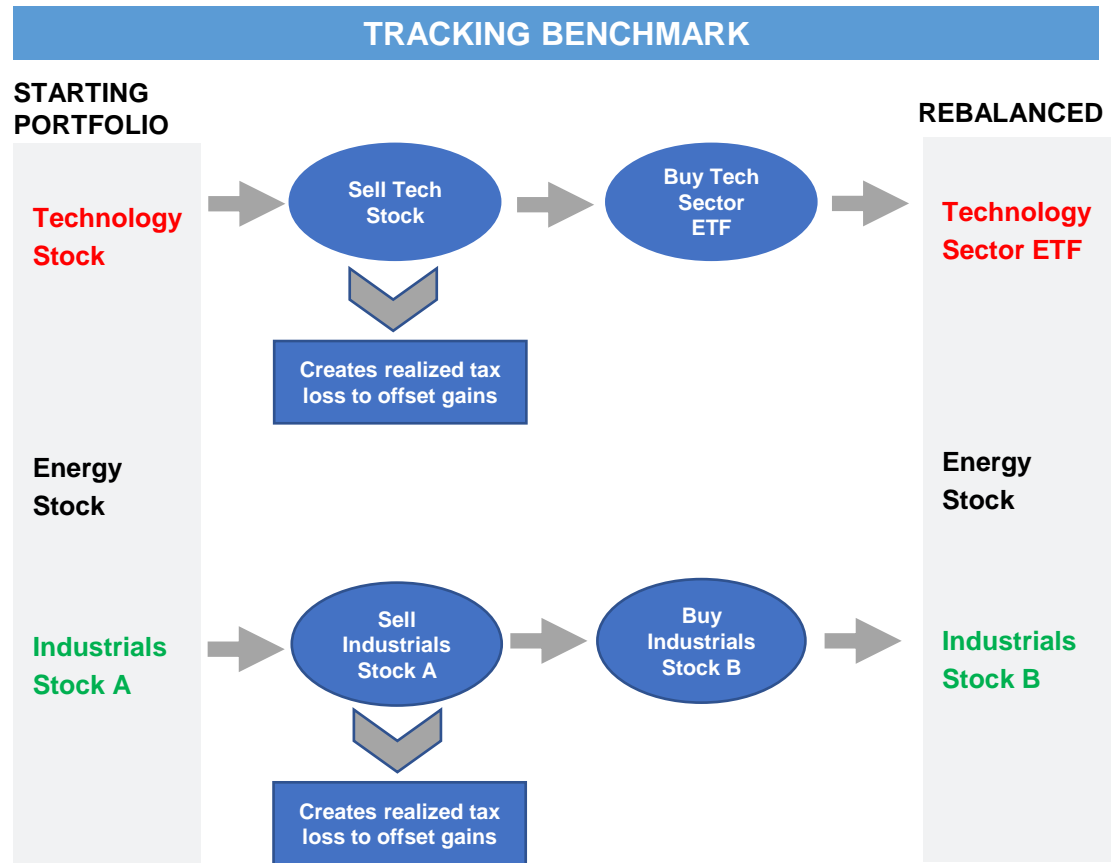 TRACKING BENCHMARK
STARTING
PORTFOLIO
REBALANCED
Technology
Stock
Sell Tech
Stock
Buy Tech
Sector
ETF
Technology
Sector ETF
Creates realized tax
loss to offset gains
Energy
Stock
Energy
Stock
Industrials
Stock A
Sell
Industrials
Stock A
Buy
Industrials
Stock B
Industrials
Stock B
Creates realized tax
loss to offset gains